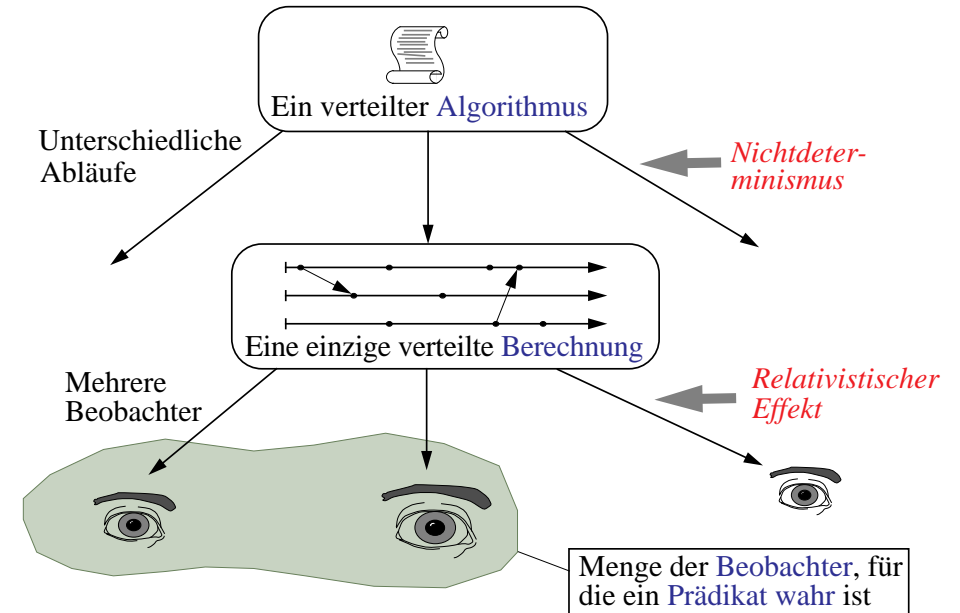 Ein verteilter Algorithmus
Unterschiedliche
Abläufe
Nichtdeter-
minismus
Eine einzige verteilte Berechnung
Mehrere
Beobachter
Relativistischer
Effekt
Menge der Beobachter, für
die ein Prädikat wahr ist